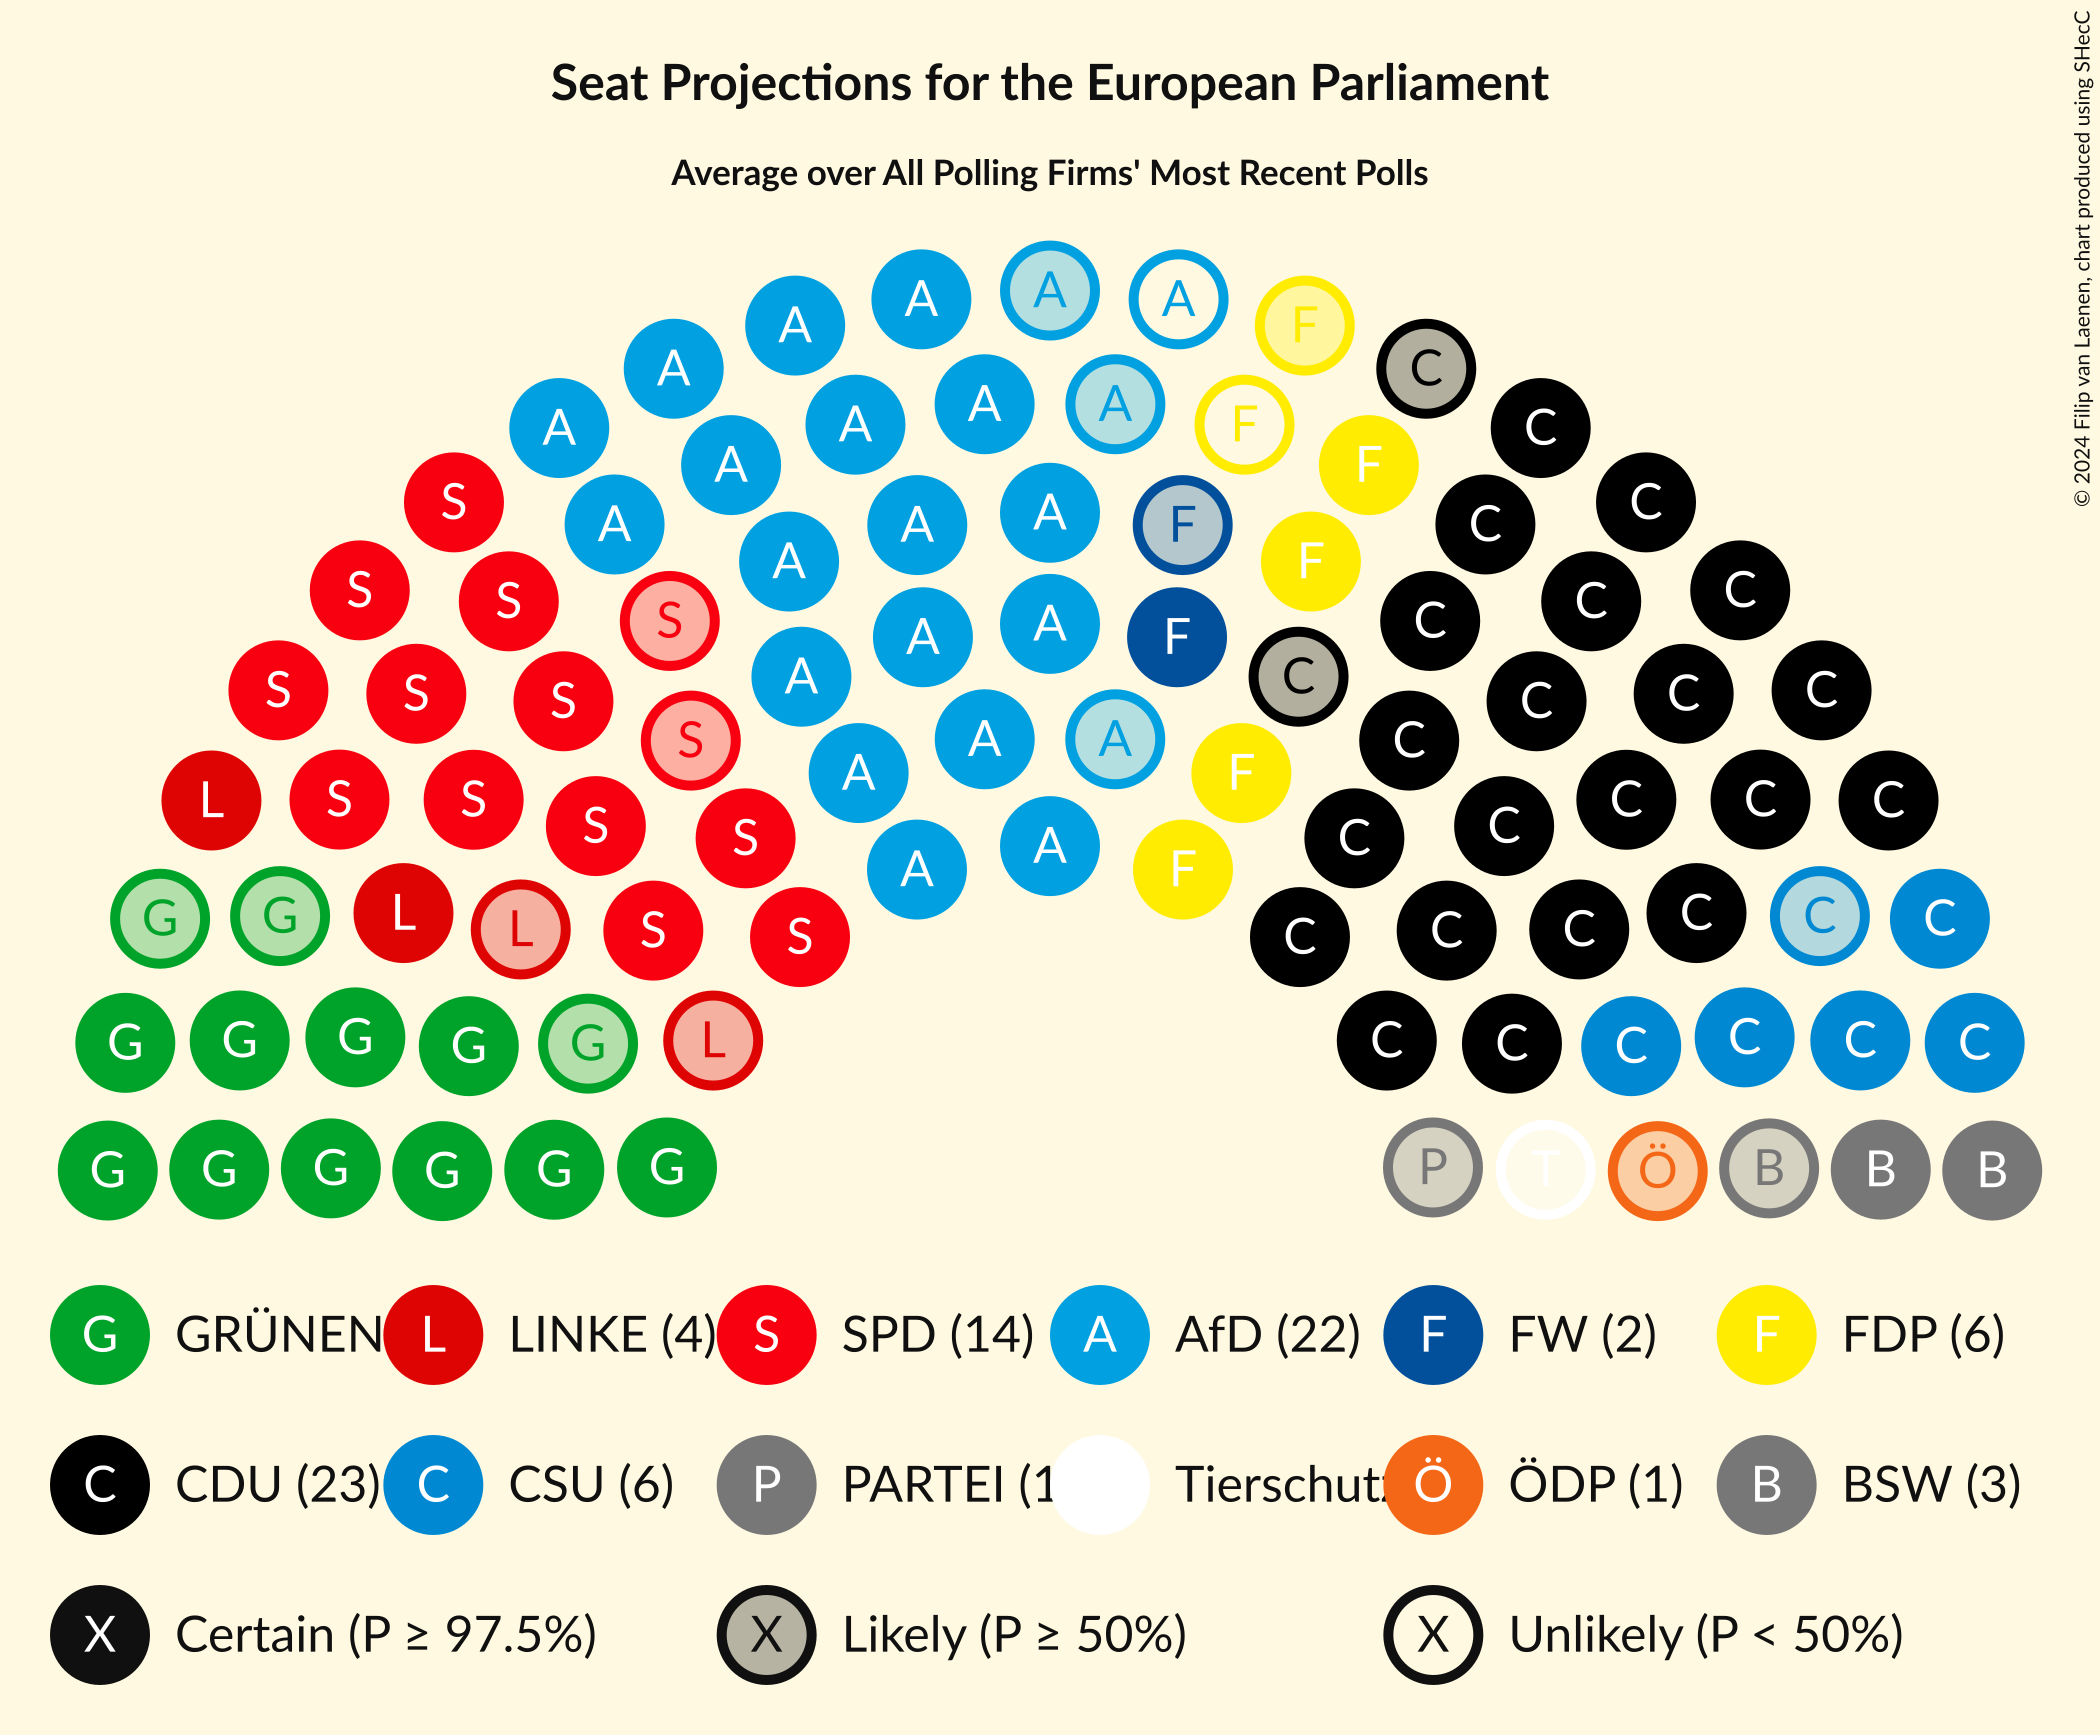 Seat Projections for the European Parliament
Average over All Polling Firms' Most Recent Polls
© 2024 Filip van Laenen, chart produced using SHecC
A A A A F
A A C
A A A F
A A F C
S A A A F F C C
S A A F C
S S S A A A F C C C C
S S S S A A A F C C C C
L S S S S A A F C C C C C
G G L L S S A A F C C C C C C
G G G G G L C C C C C C
G G G G G G P T Ö B B B
G GRÜNEN L LINKE (4) S SPD (14) A AfD (22) F FW (2) F FDP (6)
C CDU (23) C CSU (6) P PARTEI (1 Tierschutz Ö ÖDP (1) B BSW (3)
X Certain (P ≥ 97.5%) X Likely (P ≥ 50%) X Unlikely (P < 50%)